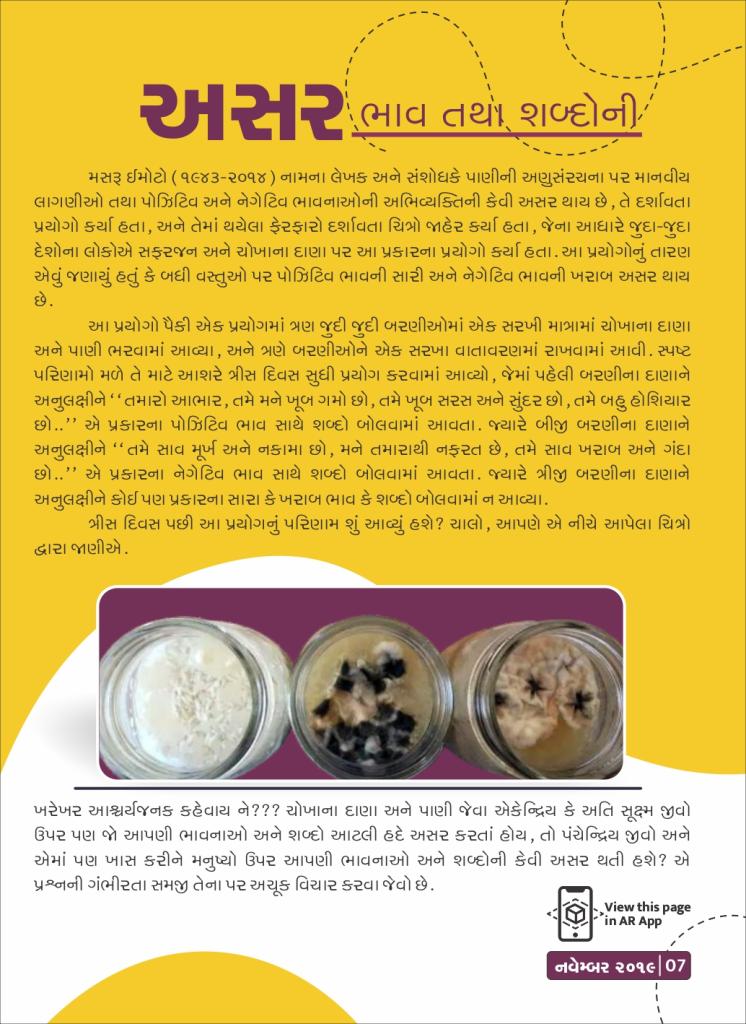 અસર ભાવ તથા શબ્દોની
મસરૂ ઈમોટો (૧૯૪૩-૨૦૧૪) નામના લેખક અને સંશોધકે પાણીની અણુસંરચના પર માનવીય
લાગણીઓ તથા પોઝિટિવ અને નેગેટિવ ભાવનાઓની અભિવ્યક્તિની કેવી અસર થાય છે, તે દર્શાવતા
પ્રયોગો કર્યા હતા, અને તેમાં થયેલા ફેરફારો દર્શાવતા ચિત્રો જાહેર કર્યા હતા, જેના આધારે જુદા-જુદા
દેશોના લોકોએ સફરજન અને ચોખાના દાણા પર આ પ્રકારના પ્રયોગો કર્યા હતા. આ પ્રયોગોનું તારણ
એવું જણાયું હતું કે બધી વસ્તુઓ પર પોઝિટિવ ભાવની સારી અને નેગેટિવ ભાવની ખરાબ અસર થાય
છે.
આ પ્રયોગો પૈકી એક પ્રયોગમાં ત્રણ જુદી જુદી બરણીઓમાં એક સરખી માત્રામાં ચોખાના દાણા
અને પાણી ભરવામાં આવ્યા, અને ત્રણે બરણીઓને એક સરખા વાતાવરણમાં રાખવામાં આવી. સ્પષ્ટ
પરિણામો મળે તે માટે આશરે ત્રીસ દિવસ સુધી પ્રયોગ કરવામાં આવ્યો, જેમાં પહેલી બરણીના દાણાને
અનુલક્ષીને ‘‘તમારો આભાર, તમે મને ખૂબ ગમો છો, તમે ખૂબ સરસ અને સુંદર છો, તમે બહુ હોશિયાર
છો..’’ એ પ્રકારના પોઝિટિવ ભાવ સાથે શબ્દો બોલવામાં આવતા. જ્યારે બીજી બરણીના દાણાને
અનુલક્ષીને ‘‘તમે સાવ મૂર્ખ અને નકામા છો, મને તમારાથી નફરત છે, તમે સાવ ખરાબ અને ગંદા
છો..’’ એ પ્રકારના નેગેટિવ ભાવ સાથે શબ્દો બોલવામાં આવતા. જ્યારે ત્રીજી બરણીના દાણાને
અનુલક્ષીને કોઈ પણ પ્રકારના સારા કે ખરાબ ભાવ કે શબ્દો બોલવામાં ન આવ્યા.
ત્રીસ દિવસ પછી આ પ્રયોગનું પરિણામ શું આવ્યું હશે? ચાલો, આપણે એ નીચે આપેલા ચિત્રો
દ્વારા જાણીએ.
ખરેખર આશ્ચર્યજનક કહેવાય ને??? ચોખાના દાણા અને પાણી જેવા એકેન્દ્રિય કે અતિ સૂક્ષ્મ જીવો
ઉપર પણ જો આપણી ભાવનાઓ અને શબ્દો આટલી હદે અસર કરતાં હોય, તો પંચેન્દ્રિય જીવો અને
એમાં પણ ખાસ કરીને મનુષ્યો ઉપર આપણી ભાવનાઓ અને શબ્દોની કેવી અસર થતી હશે? એ
પ્રશ્નની ગંભીરતા સમજી તેના પર અચૂક વિચાર કરવા જેવો છે.
View this page
in AR App
નવેમ્બર ૨૦૧૯ | 07